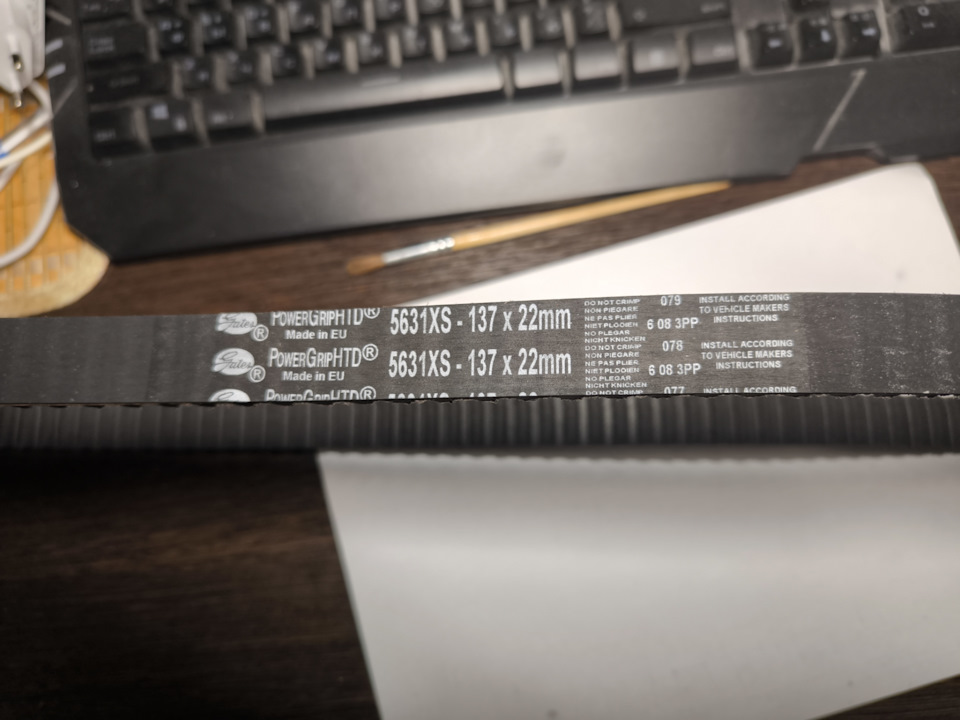 Gates® PowerGripHTD®
Made in EU
5631XS - 137 x 22mm
DO NOT CRIMP
NON PIEGARE
NE PAS PLIER
NIET PLOOIEN
NO PLEGAR
NICHT KNICKEN
079
6 08 3PP
INSTALL ACCORDING
TO VEHICLE MAKERS
INSTRUCTIONS
Gates® PowerGripHTD®
Made in EU
5631XS - 137 x 22mm
DO NOT CRIMP
NON PIEGARE
NE PAS PLIER
NIET PLOOIEN
NO PLEGAR
NICHT KNICKEN
078
6 08 3PP
INSTALL ACCORDING
TO VEHICLE MAKERS
INSTRUCTIONS
PowerGripHTD®
DO NOT CRIMP
077
INSTALL ACCORDING